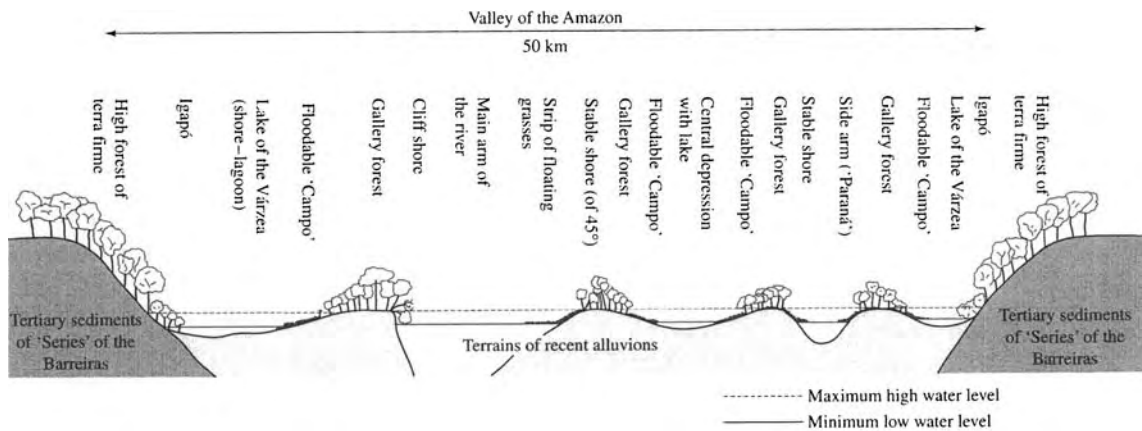 Valley of the Amazon
50 km
High forest of
terra firme
Igapó
Lake of the Várzea
(shore–lagoon)
Floodable ‘Campo’
Gallery forest
Cliff shore
Main arm of
the river
Strip of floating
grasses
Stable shore (of 45°)
Gallery forest
Floodable ‘Campo’
Central depression
with lake
Floodable ‘Campo’
Gallery forest
Stable shore
Side arm (‘Paraná’)
Gallery forest
Floodable ‘Campo’
Lake of the Várzea
Igapó
High forest of
terra firme
Tertiary sediments
of ‘Series’ of the
Barreiras
Terrains of recent alluvions
Tertiary sediments
of ‘Series’ of the
Barreiras
Maximum high water level
Minimum low water level